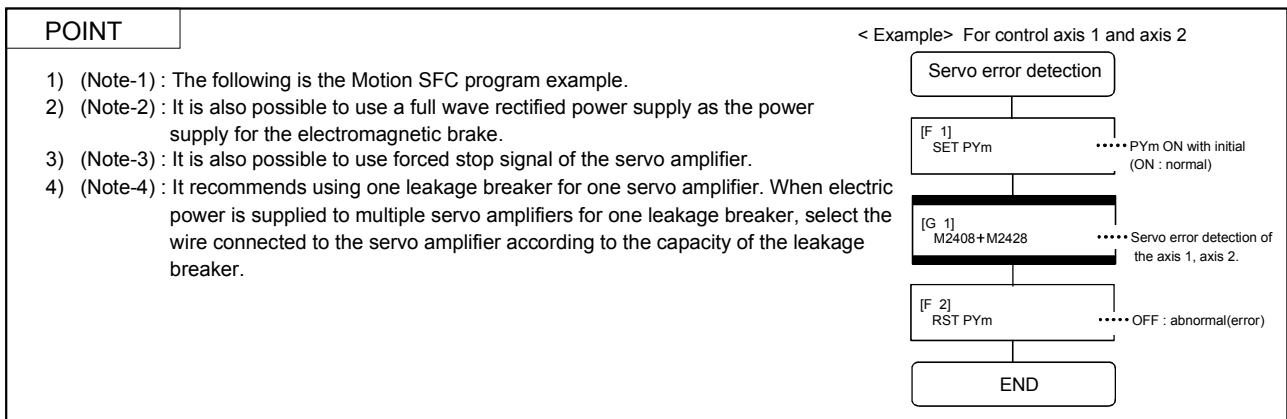 POINT
1) (Note-1) : The following is the Motion SFC program example.
2) (Note-2) : It is also possible to use a full wave rectified power supply as the power
supply for the electromagnetic brake.
3) (Note-3) : It is also possible to use forced stop signal of the servo amplifier.
4) (Note-4) : It recommends using one leakage breaker for one servo amplifier. When electric
power is supplied to multiple servo amplifiers for one leakage breaker, select the
wire connected to the servo amplifier according to the capacity of the leakage
breaker.
< Example> For control axis 1 and axis 2
Servo error detection
[F 1]
SET PYm
PYm ON with initial
(ON : normal)
[G 1]
M2408+M2428
Servo error detection of
the axis 1, axis 2.
[F 2]
RST PYm
OFF : abnormal(error)
END